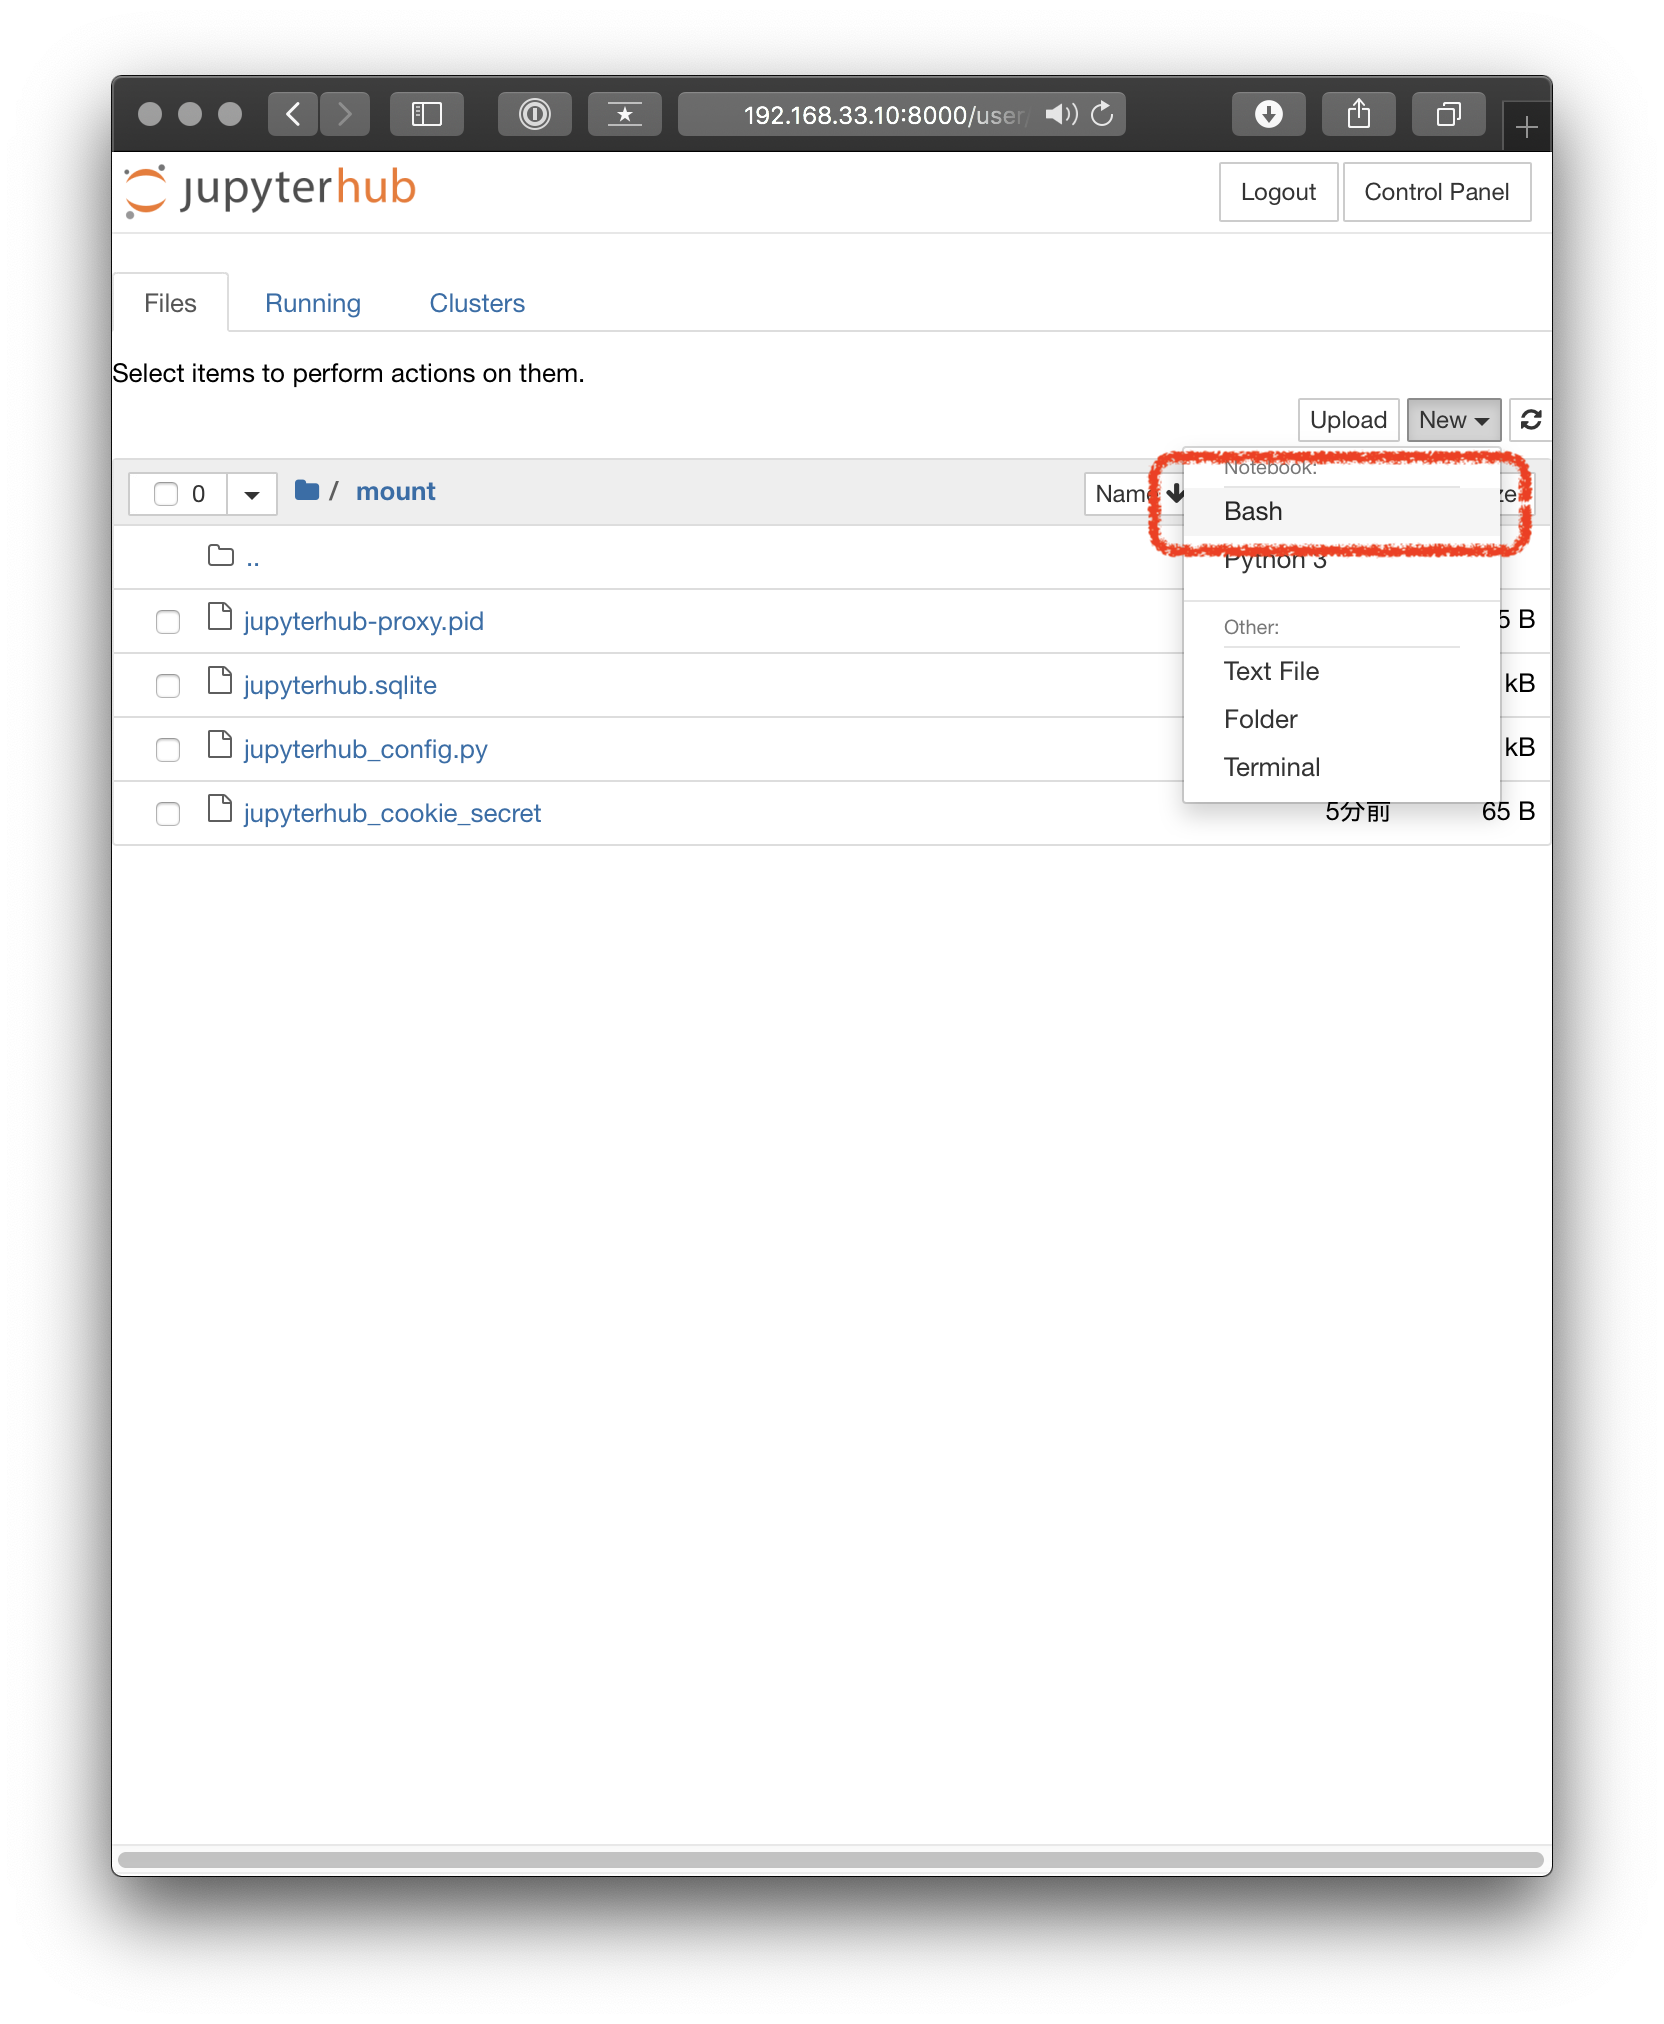 192.168.33.10:8000/user/
jupyterhub
Logout
Control Panel
Files
Running
Clusters
Select items to perform actions on them.
Upload
New
0
/ mount
Name
ze
Notebook:
Bash
Python 3
Other:
Text File
Folder
Terminal
..
jupyterhub-proxy.pid
5 B
jupyterhub.sqlite
kB
jupyterhub_config.py
kB
jupyterhub_cookie_secret
5分前
65 B